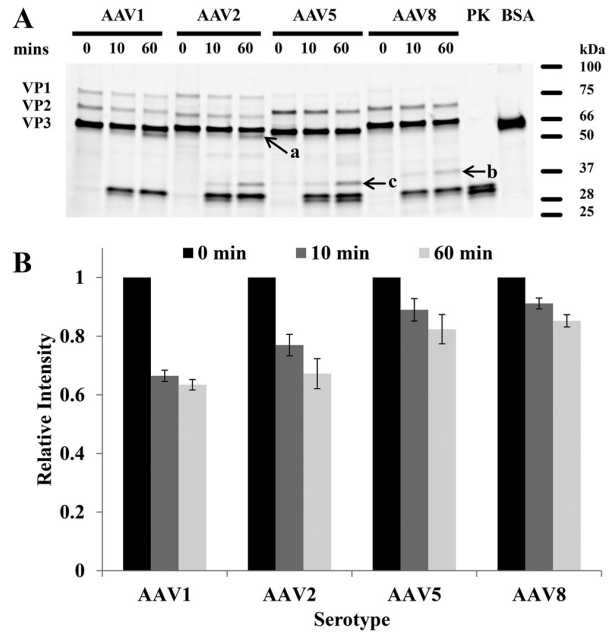 A
AAV1 AAV2 AAV5 AAV8 PK BSA
mins 0 10 60 0 10 60 0 10 60 0 10 60 kDa
100
VP1 75
VP2 66
VP3
50
a
37
b
c
28
25
B
0 min 10 min 60 min
1
0.8
0.6
0.4
0.2
0
Relative Intensity
AAV1 AAV2 AAV5 AAV8
Serotype